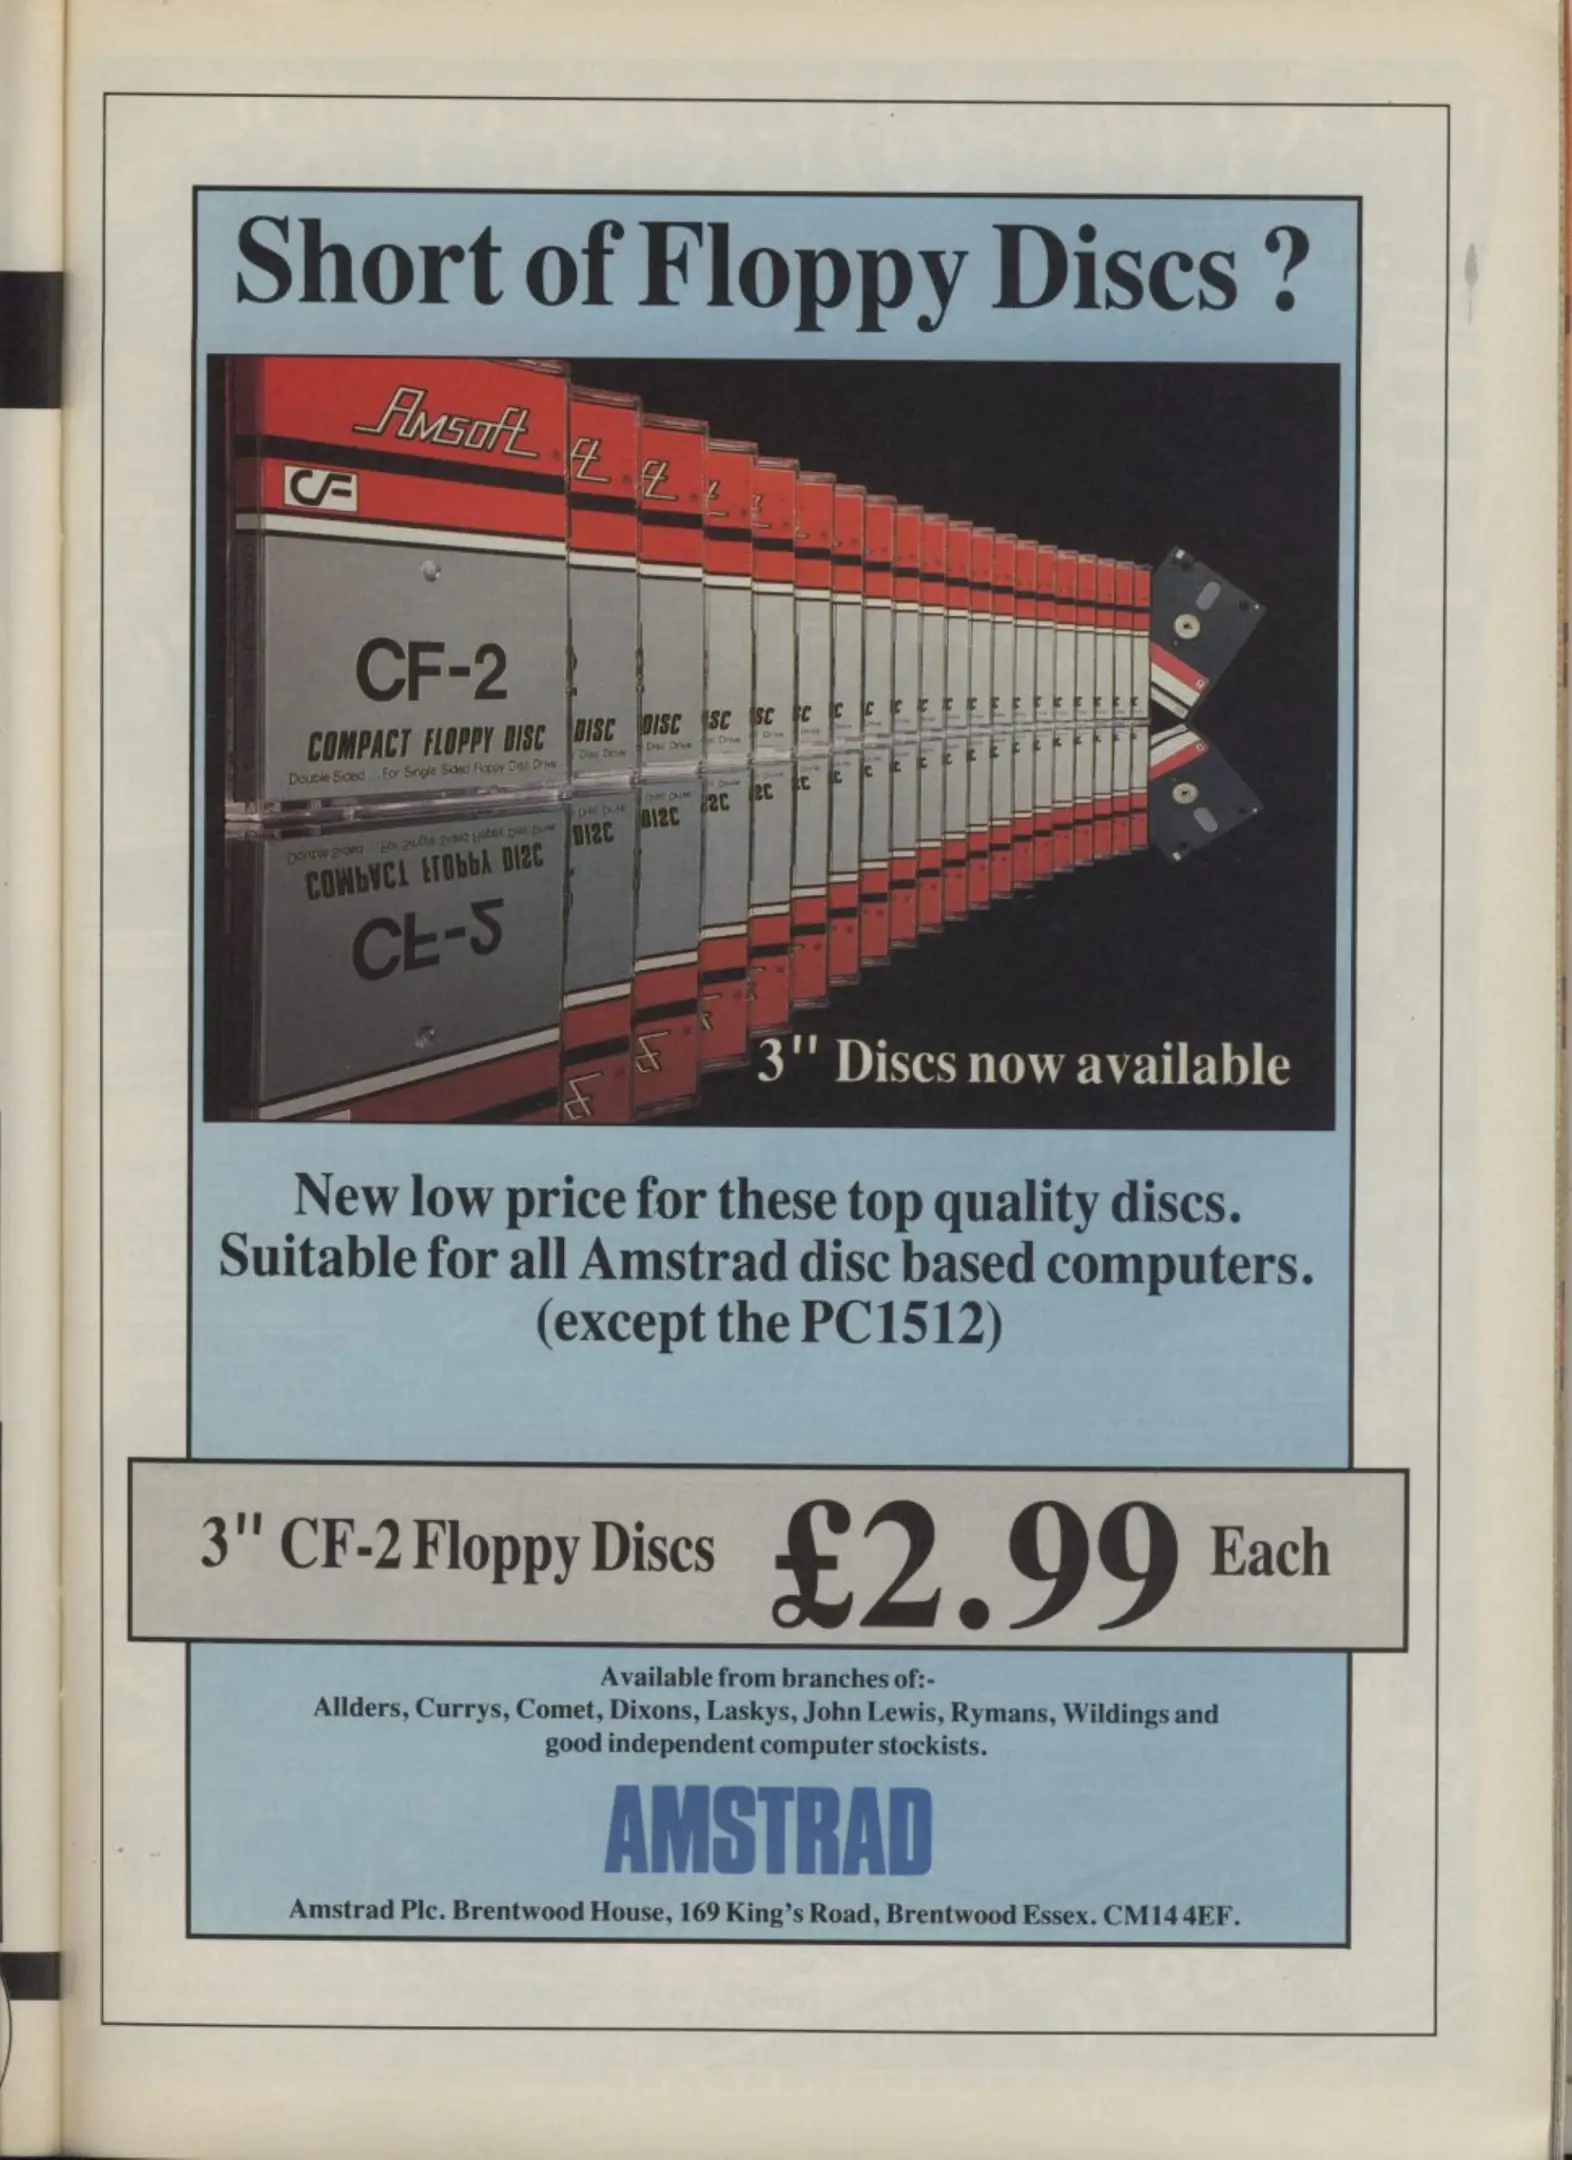 Short of Floppy Discs ?
Amsoft
CF
CF-2
COMPACT FLOPPY DISC
Double Sided ... For Single Sided Floppy Disc Drive
DISC
DISC
3" Discs now available
New low price for these top quality discs.
Suitable for all Amstrad disc based computers.
(except the PC1512)
3" CF-2 Floppy Discs £2.99 Each
Available from branches of:-
Allders, Currys, Comet, Dixons, Laskys, John Lewis, Rymans, Wildings and
good independent computer stockists.
AMSTRAD
Amstrad Plc. Brentwood House, 169 King's Road, Brentwood Essex. CM14 4EF.